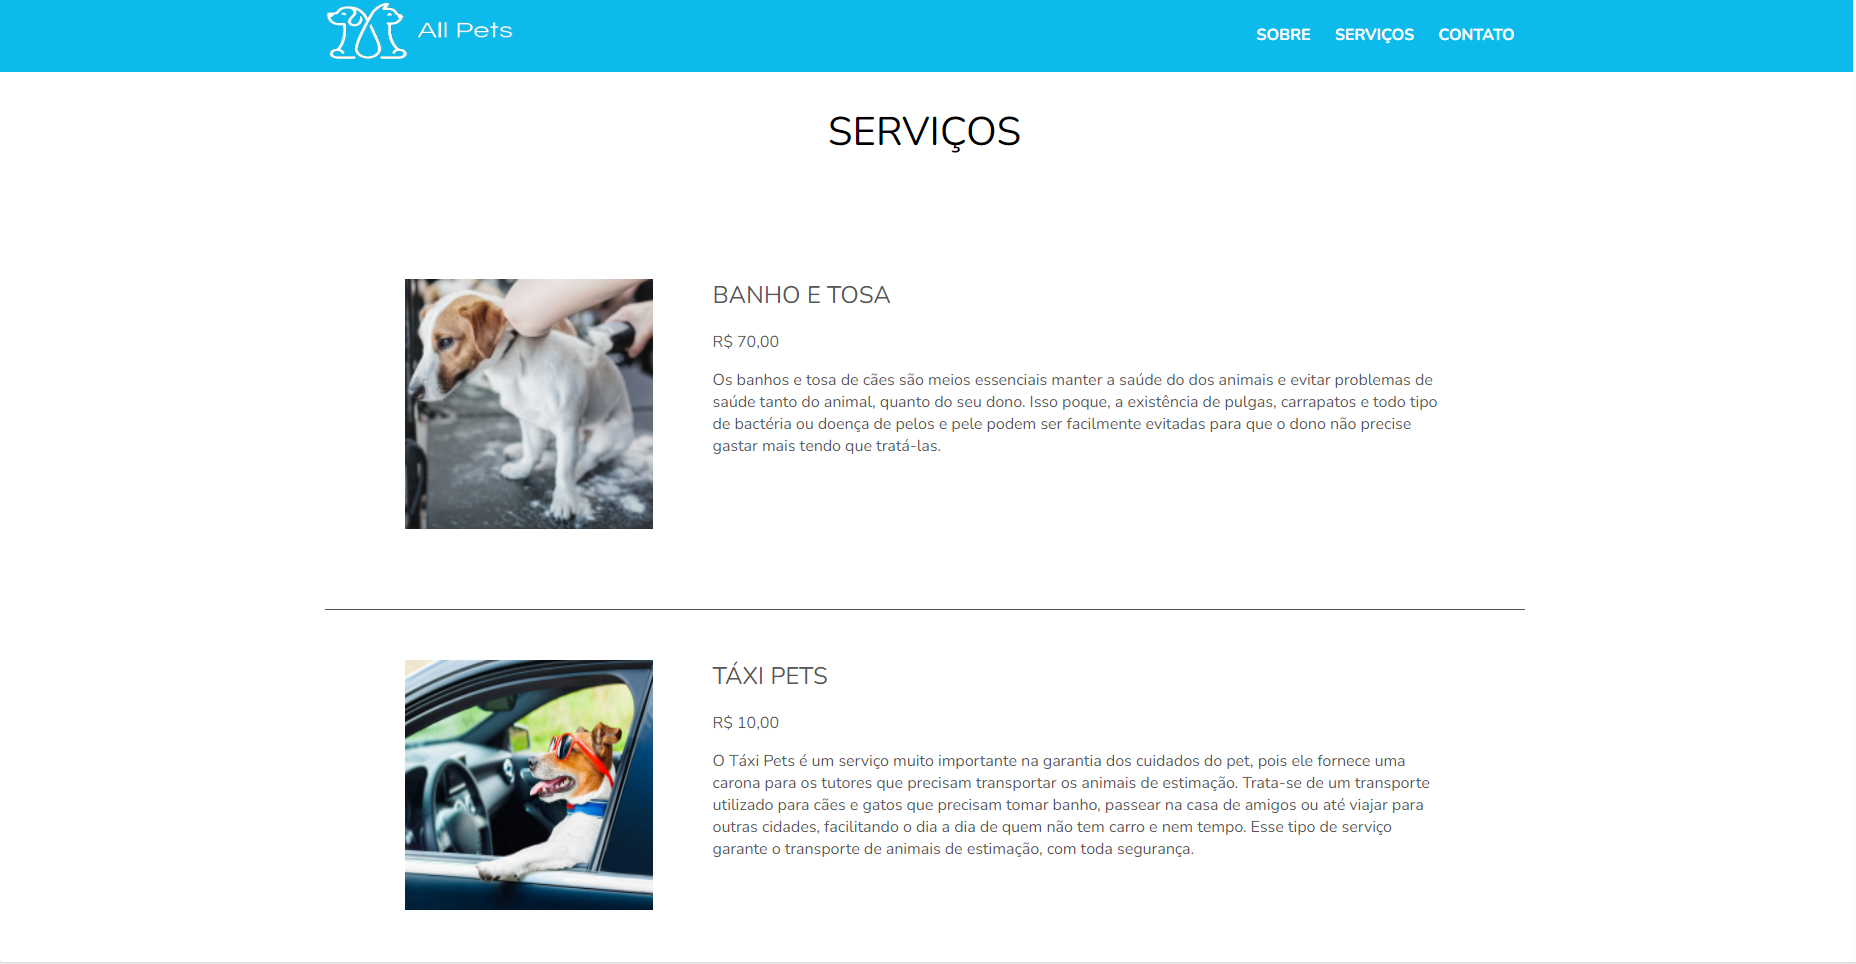 All Pets
SOBRE SERVIÇOS CONTATO
SERVIÇOS
BANHO E TOSA
R$ 70,00
Os banhos e tosa de cães são meios essenciais manter a saúde do dos animais e evitar problemas de
saúde tanto do animal, quanto do seu dono. Isso poque, a existência de pulgas, carrapatos e todo tipo
de bactéria ou doença de pelos e pele podem ser facilmente evitadas para que o dono não precise
gastar mais tendo que tratá-las.
TÁXI PETS
R$ 10,00
O Táxi Pets é um serviço muito importante na garantia dos cuidados do pet, pois ele fornece uma
carona para os tutores que precisam transportar os animais de estimação. Trata-se de um transporte
utilizado para cães e gatos que precisam tomar banho, passear na casa de amigos ou até viajar para
outras cidades, facilitando o dia a dia de quem não tem carro e nem tempo. Esse tipo de serviço
garante o transporte de animais de estimação, com toda segurança.